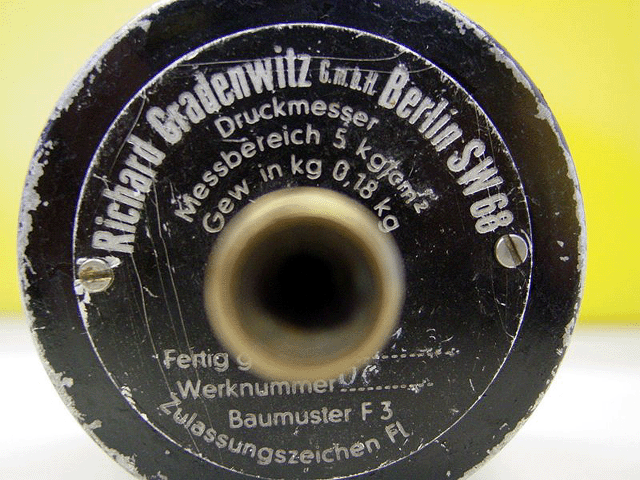 Richard Gradenwitz G.m.b.H. Berlin SW 68
Druckmesser
Messbereich 5 kg/cm²
Gew in kg 0,18 kg
Fertig g
Werknummer
Baumuster F 3
Zulassungszeichen Fl